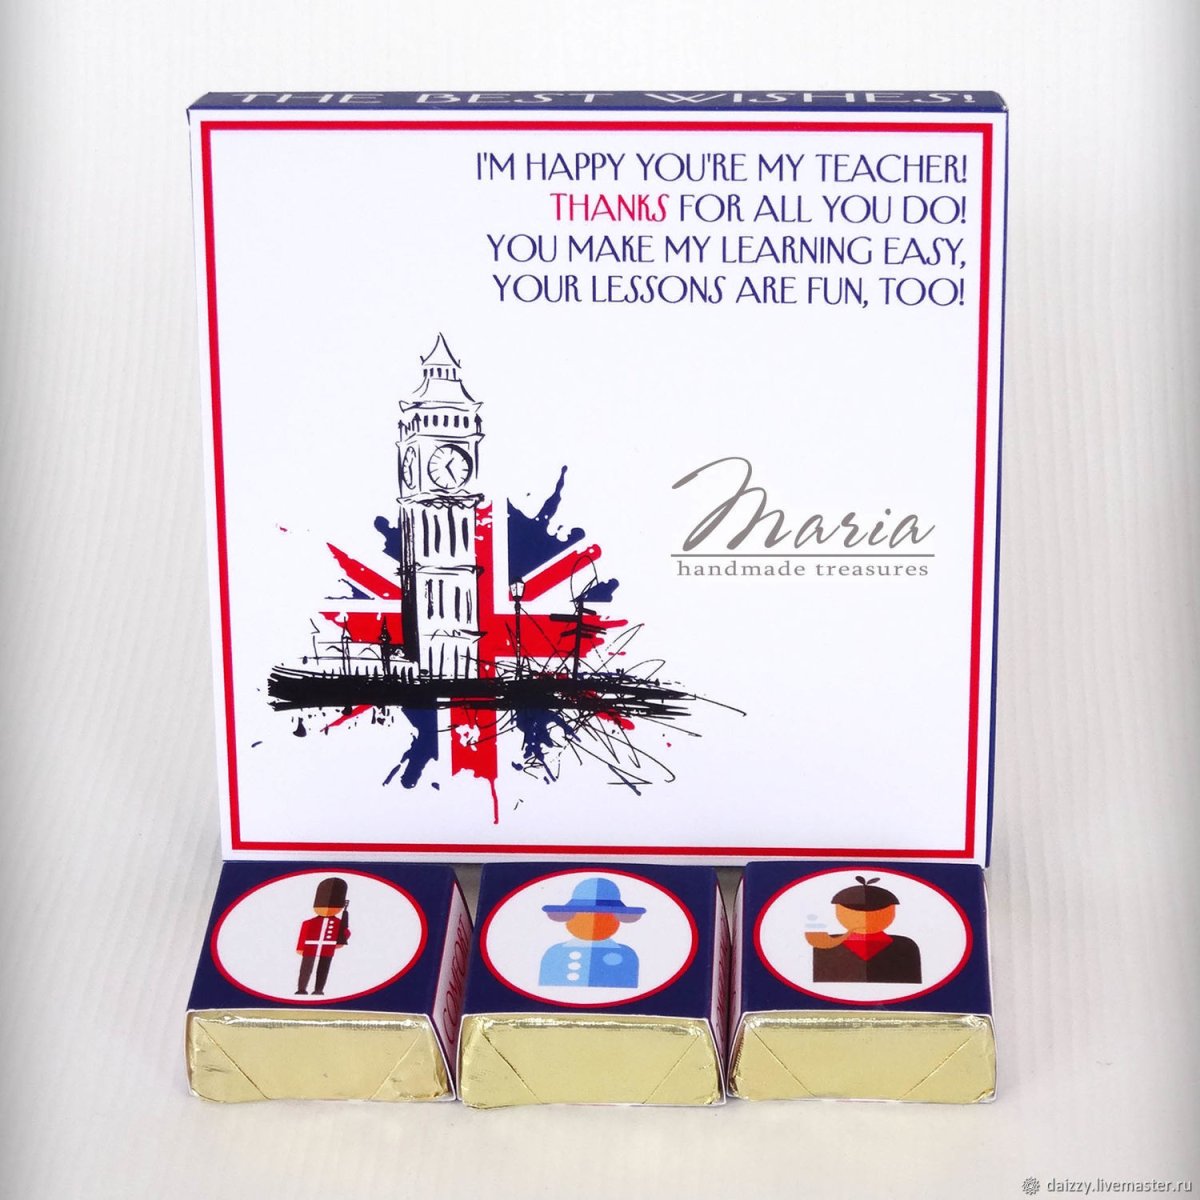 THE BEST WISHES!
I'M HAPPY YOU'RE MY TEACHER!
THANKS FOR ALL YOU DO!
YOU MAKE MY LEARNING EASY,
YOUR LESSONS ARE FUN, TOO!
Maria
handmade treasures
COMFORT
daizzy.livemaster.ru